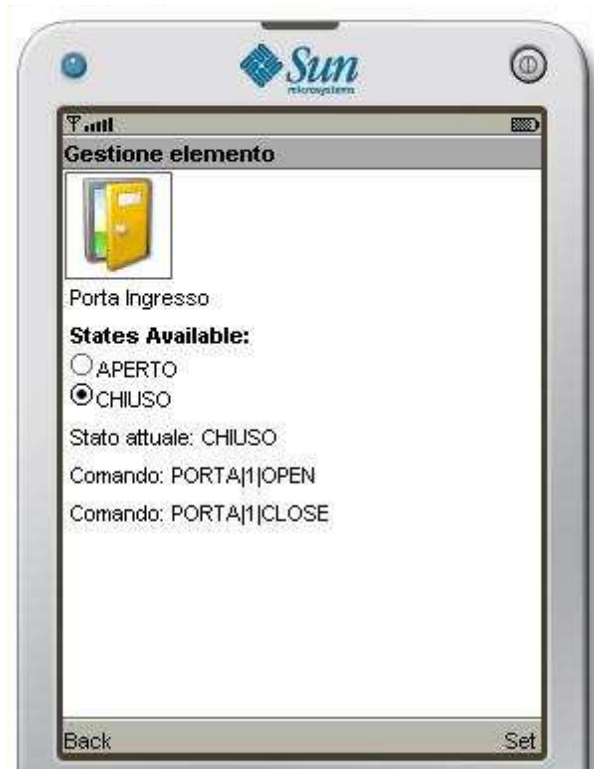 Sun
microsystems
Gestione elemento
Porta Ingresso
States Available:
APERTO
CHIUSO
Stato attuale: CHIUSO
Comando: PORTA|1|OPEN
Comando: PORTA|1|CLOSE
Back
Set